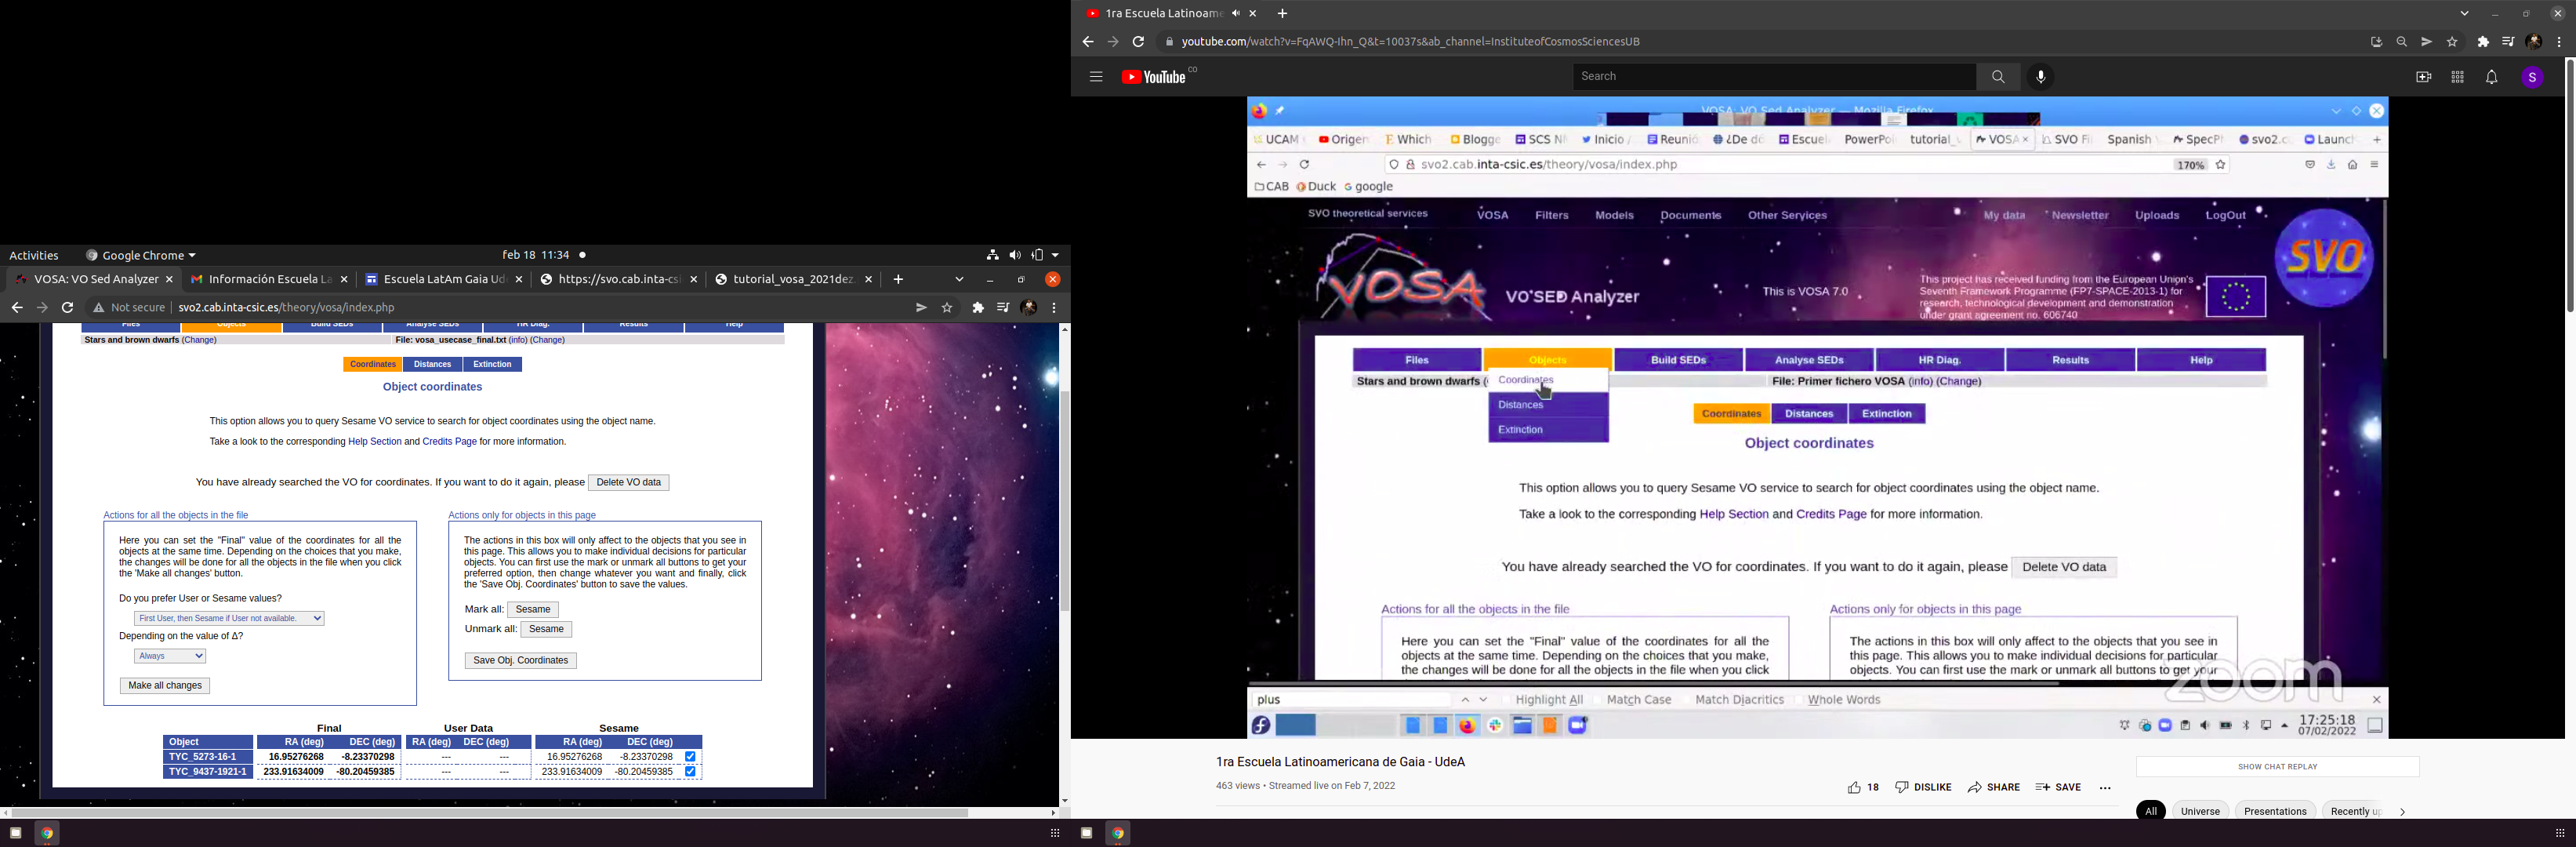 Activities
Google Chrome
feb 18 11:34
VOSA: VO Sed Analyzer
Información Escuela La
Escuela LatAm Gaia Ud
https://svo.cab.inta-csi
tutorial_vosa_2021dez.
Not secure | svo2.cab.inta-csic.es/theory/vosa/index.php
Files Objects Build SEDs Analyse SEDs HR Diag. Results Help
Stars and brown dwarfs (Change) File: vosa_usecase_final.txt (info) (Change)
Coordinates Distances Extinction
Object coordinates
This option allows you to query Sesame VO service to search for object coordinates using the object name.
Take a look to the corresponding Help Section and Credits Page for more information.
You have already searched the VO for coordinates. If you want to do it again, please Delete VO data
Actions for all the objects in the file
Here you can set the "Final" value of the coordinates for all the
objects at the same time. Depending on the choices that you make,
the changes will be done for all the objects in the file when you click
the 'Make all changes' button.
Do you prefer User or Sesame values?
First User, then Sesame if User not available.
Depending on the value of Δ?
Always
Make all changes
Actions only for objects in this page
The actions in this box will only affect to the objects that you see in
this page. This allows you to make individual decisions for particular
objects. You can first use the mark or unmark all buttons to get your
preferred option, then change whatever you want and finally, click
the 'Save Obj. Coordinates' button to save the values.
Mark all: Sesame
Unmark all: Sesame
Save Obj. Coordinates
Final User Data Sesame
Object RA (deg) DEC (deg) RA (deg) DEC (deg) RA (deg) DEC (deg)
TYC_5273-16-1 16.95276268 -8.23370298 --- --- 16.95276268 -8.23370298
TYC_9437-1921-1 233.91634009 -80.20459385 --- --- 233.91634009 -80.20459385
1ra Escuela Latinoame
youtube.com/watch?v=FqAWQ-Ihn_Q&t=10037s&ab_channel=InstituteofCosmosSciencesUB
YouTube CO
Search
S
VOSA: VO Sed Analyzer — Mozilla Firefox
UCAM
Origen
Which
Blogge
SCS N
Inicio /
Reunió
¿De dó
Escuel
PowerPo
tutorial_v
VOSA
SVO Fi
Spanish
SpecP
svo2.c
Launc
svo2.cab.inta-csic.es/theory/vosa/index.php
170%
CAB Duck google
SVO theoretical services VOSA Filters Models Documents Other Services My data Newsletter Uploads LogOut
VOSA
VO SED Analyzer
This is VOSA 7.0
This project has received funding from the European Union's
Seventh Framework Programme (FP7-SPACE-2013-1) for
research, technological development and demonstration
under grant agreement no. 606740
SVO
Files Objects Build SEDs Analyse SEDs HR Diag. Results Help
Stars and brown dwarfs ( File: Primer fichero VOSA (info) (Change)
Coordinates
Distances
Extinction
Coordinates Distances Extinction
Object coordinates
This option allows you to query Sesame VO service to search for object coordinates using the object name.
Take a look to the corresponding Help Section and Credits Page for more information.
You have already searched the VO for coordinates. If you want to do it again, please Delete VO data
Actions for all the objects in the file
Here you can set the "Final" value of the coordinates for all the
objects at the same time. Depending on the choices that you make,
the changes will be done for all the objects in the file when you click
Actions only for objects in this page
The actions in this box will only affect to the objects that you see in
this page. This allows you to make individual decisions for particular
objects. You can first use the mark or unmark all buttons to get your
zoom
plus
Highlight All Match Case Match Diacritics Whole Words
17:25:18
07/02/2022
1ra Escuela Latinoamericana de Gaia - UdeA
463 views • Streamed live on Feb 7, 2022
18 DISLIKE SHARE SAVE
SHOW CHAT REPLAY
All Universe Presentations Recently up